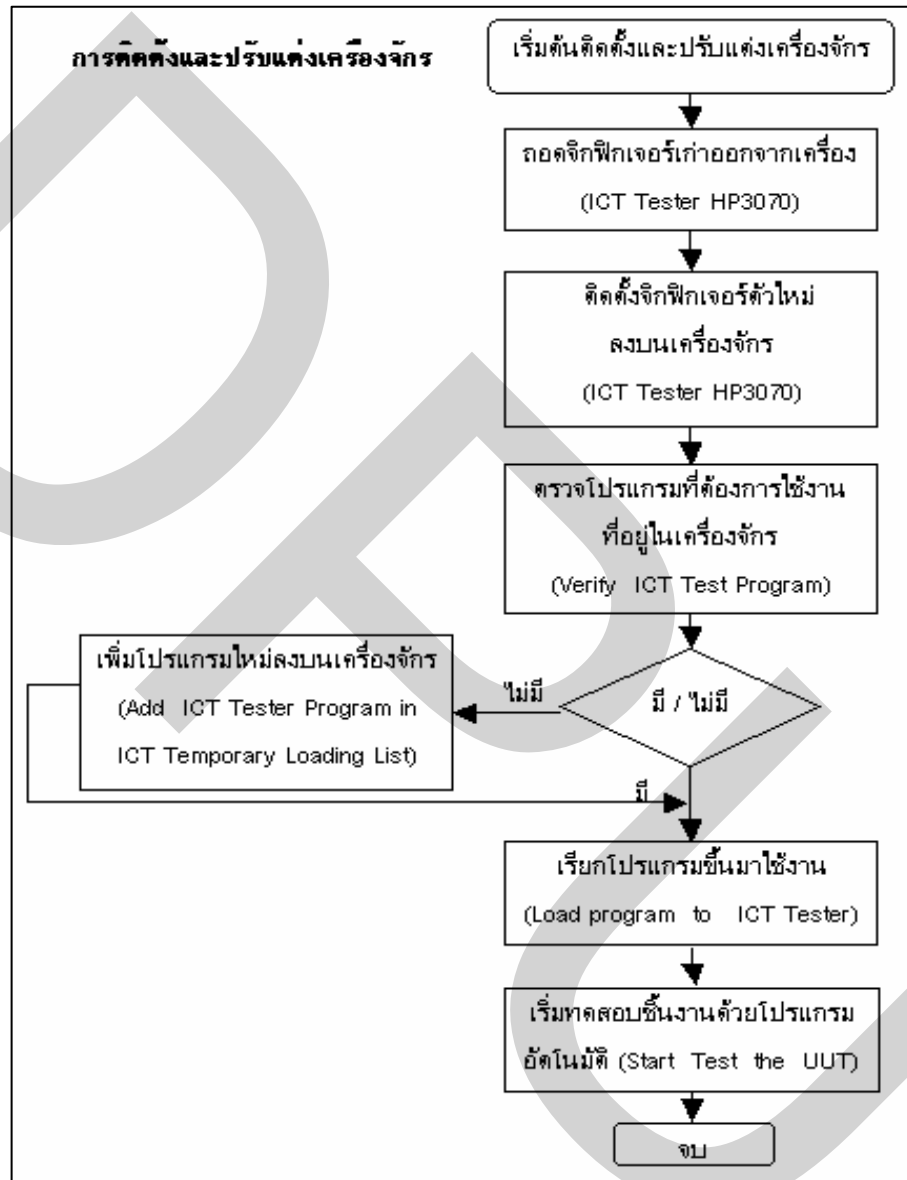 การติดตั้งและปรับแต่งเครื่องจักร
เริ่มต้นติดตั้งและปรับแต่งเครื่องจักร
ถอดจิกฟิกเจอร์เก่าออกจากเครื่อง
(ICT Tester HP3070)
ติดตั้งจิกฟิกเจอร์ตัวใหม่
ลงบนเครื่องจักร
(ICT Tester HP3070)
ตรวจโปรแกรมที่ต้องการใช้งาน
ที่อยู่ในเครื่องจักร
(Verify ICT Test Program)
มี / ไม่มี
ไม่มี
เพิ่มโปรแกรมใหม่ลงบนเครื่องจักร
(Add ICT Tester Program in
ICT Temporary Loading List)
มี
เรียกโปรแกรมขึ้นมาใช้งาน
(Load program to ICT Tester)
เริ่มทดสอบชิ้นงานด้วยโปรแกรม
อัตโนมัติ (Start Test the UUT)
จบ